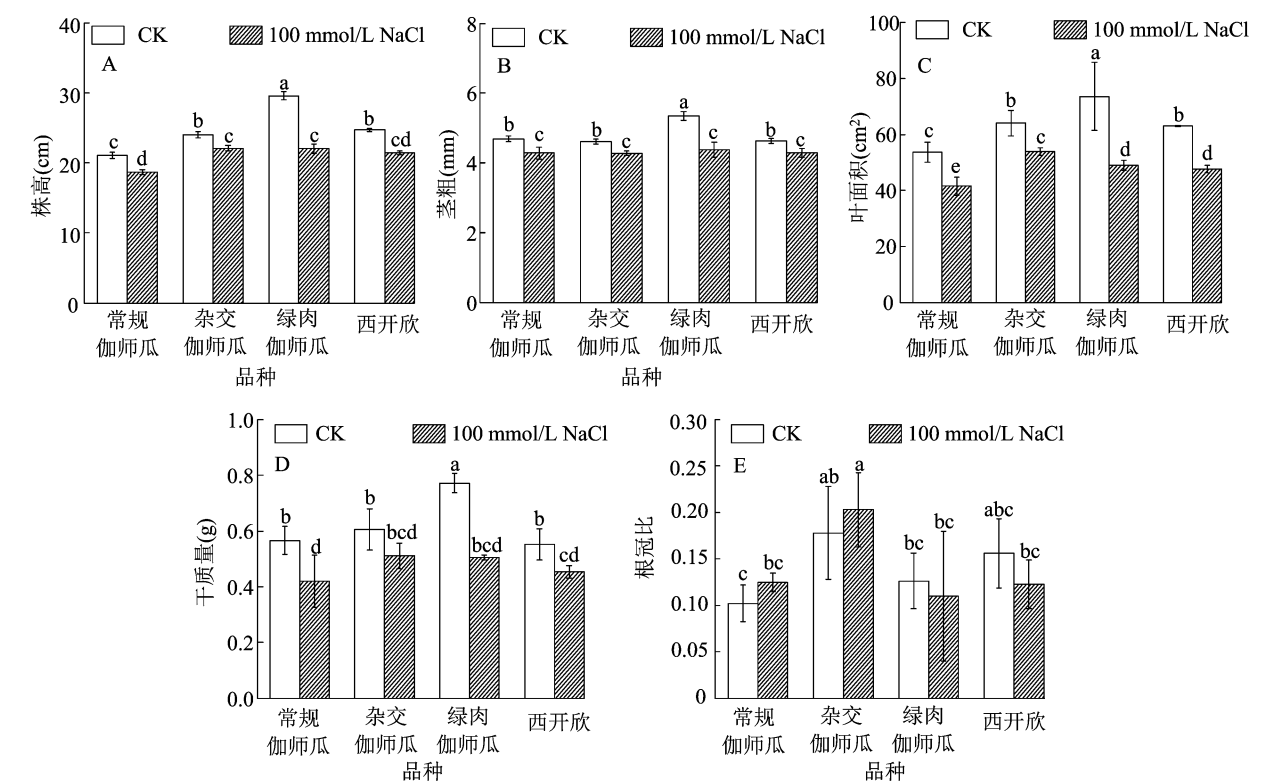 40
CK
100 mmol/L NaCl
A
a
30
b
b
c
c
c
cd
d
20
10
0
株高(cm)
常规
伽师瓜
杂交
伽师瓜
绿肉
伽师瓜
西开欣
品种
8
CK
100 mmol/L NaCl
B
6
a
b
c
b
c
c
b
c
4
2
0
茎粗(mm)
常规
伽师瓜
杂交
伽师瓜
绿肉
伽师瓜
西开欣
品种
100
CK
100 mmol/L NaCl
C
80
a
b
b
c
c
60
d
d
e
40
20
0
叶面积(cm²)
常规
伽师瓜
杂交
伽师瓜
绿肉
伽师瓜
西开欣
1.0
CK
100 mmol/L NaCl
D
0.8
a
b
b
b
0.6
d
bcd
bcd
cd
0.4
0.2
0.0
干质量(g)
常规
伽师瓜
杂交
伽师瓜
绿肉
伽师瓜
西开欣
品种
0.30
CK
100 mmol/L NaCl
E
0.25
ab
a
0.20
abc
bc
bc
c
bc
bc
0.15
0.10
0.05
0
根冠比
常规
伽师瓜
杂交
伽师瓜
绿肉
伽师瓜
西开欣
品种